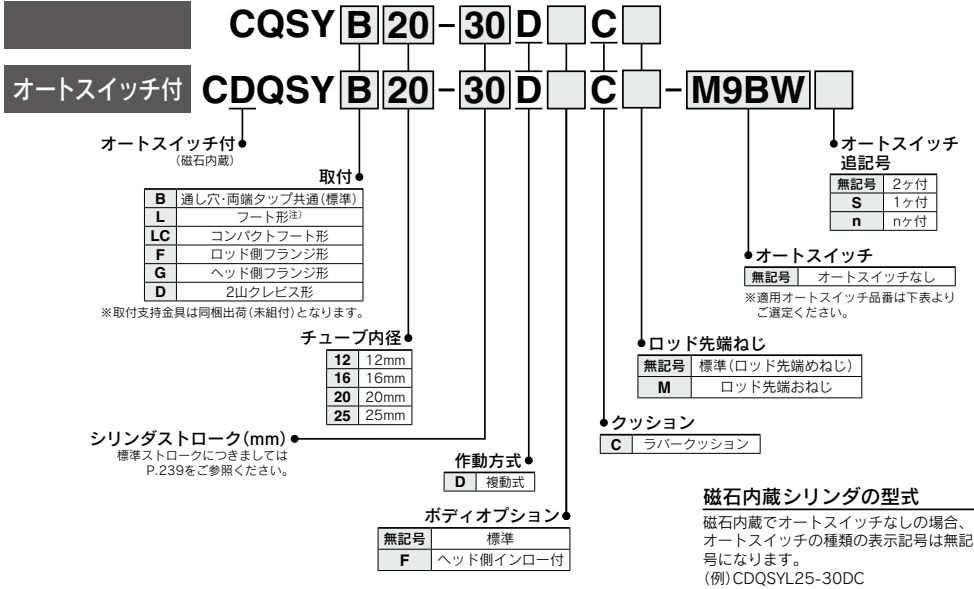 CQSY B 20 - 30 D C
オートスイッチ付 CDQSY B 20 - 30 D C - M9BW
オートスイッチ付
(磁石内蔵)
取付
B 通し穴・両端タップ共通(標準)
L フート形注)
LC コンパクトフート形
F ロッド側フランジ形
G ヘッド側フランジ形
D 2山クレビス形
※取付支持金具は同梱出荷(未組付)となります。
チューブ内径
12 12mm
16 16mm
20 20mm
25 25mm
シリンダストローク(mm)
標準ストロークにつきましては
P.239をご参照ください。
作動方式
D 複動式
ボディオプション
無記号 標準
F ヘッド側インロー付
オートスイッチ
追記号
無記号 2ヶ付
S 1ヶ付
n nヶ付
オートスイッチ
無記号 オートスイッチなし
※適用オートスイッチ品番は下表より
ご選定ください。
ロッド先端ねじ
無記号 標準(ロッド先端めねじ)
M ロッド先端おねじ
クッション
C ラバークッション
磁石内蔵シリンダの型式
磁石内蔵でオートスイッチなしの場合、
オートスイッチの種類の表示記号は無記
号になります。
(例)CDQSYL25-30DC